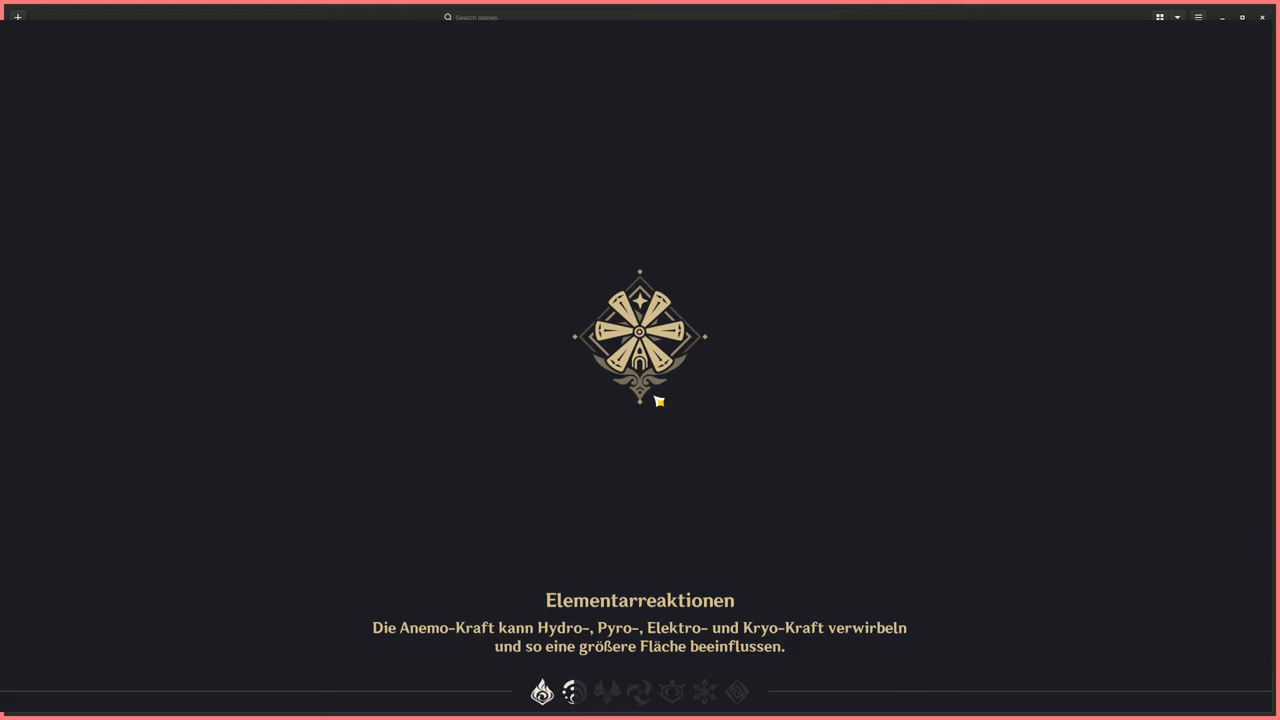 Search games
Elementarreaktionen
Die Anemo-Kraft kann Hydro-, Pyro-, Elektro- und Kryo-Kraft verwirbeln
und so eine größere Fläche beeinflussen.